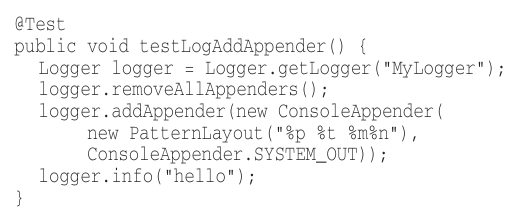 @Test
public void testLogAddAppender() {
  Logger logger = Logger.getLogger("MyLogger");
  logger.removeAllAppenders();
  logger.addAppender(new ConsoleAppender(
      new PatternLayout("%p %t %m%n"),
      ConsoleAppender.SYSTEM_OUT));
  logger.info("hello");
}